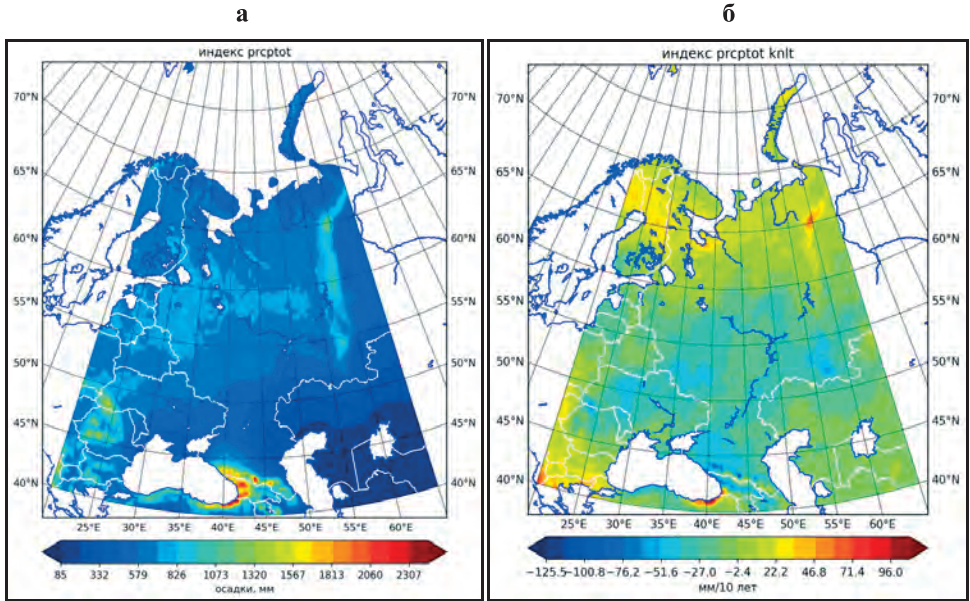 а
б
индекс prcptot
индекс prcptot knlt
70°N
65°N
60°N
55°N
50°N
45°N
40°N
70°N
65°N
60°N
55°N
50°N
45°N
40°N
25°E 30°E 35°E 40°E 45°E 50°E 55°E 60°E
85 332 579 826 1073 1320 1567 1813 2060 2307
осадки, мм
70°N
65°N
60°N
55°N
50°N
45°N
40°N
70°N
65°N
60°N
55°N
50°N
45°N
40°N
25°E 30°E 35°E 40°E 45°E 50°E 55°E 60°E
−125.5 −100.8 −76.2 −51.6 −27.0 −2.4 22.2 46.8 71.4 96.0
мм/10 лет